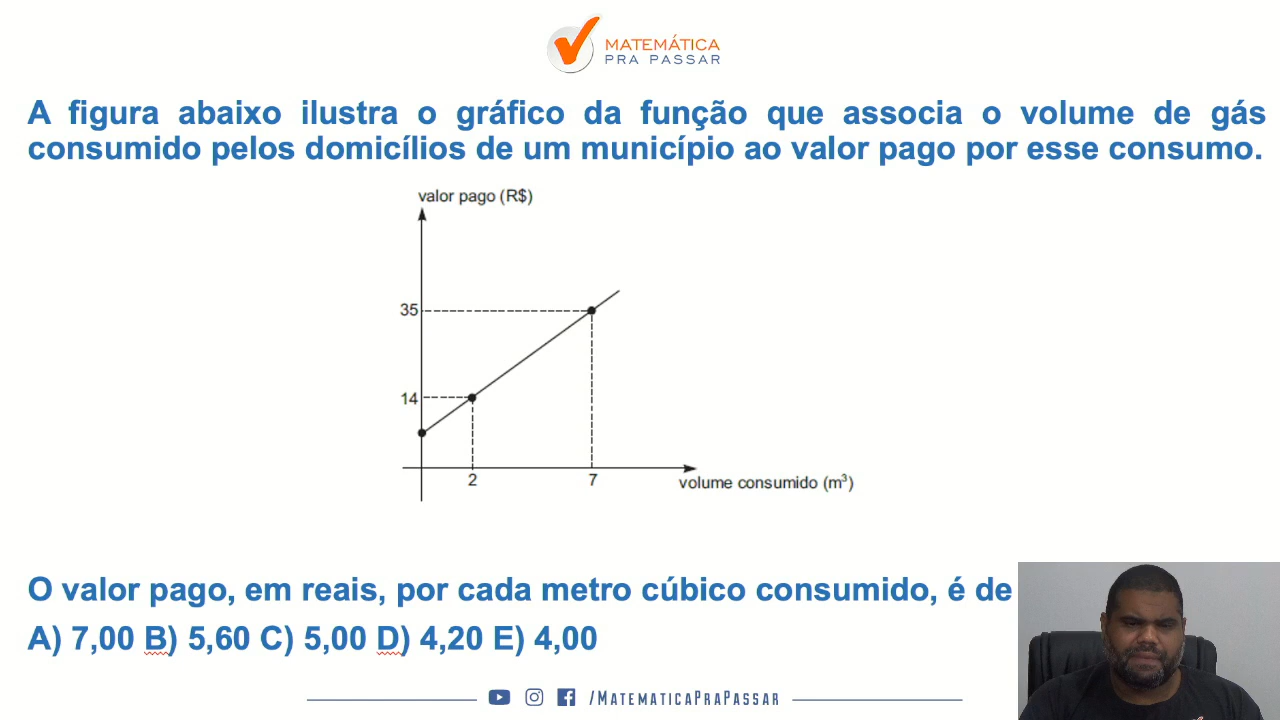 MATEMÁTICA
PRA PASSAR
A figura abaixo ilustra o gráfico da função que associa o volume de gás
consumido pelos domicílios de um município ao valor pago por esse consumo.
valor pago (R$)
35
14
2
7
volume consumido (m³)
O valor pago, em reais, por cada metro cúbico consumido, é de
A) 7,00 B) 5,60 C) 5,00 D) 4,20 E) 4,00
/MATEMATICAPRAPASSAR